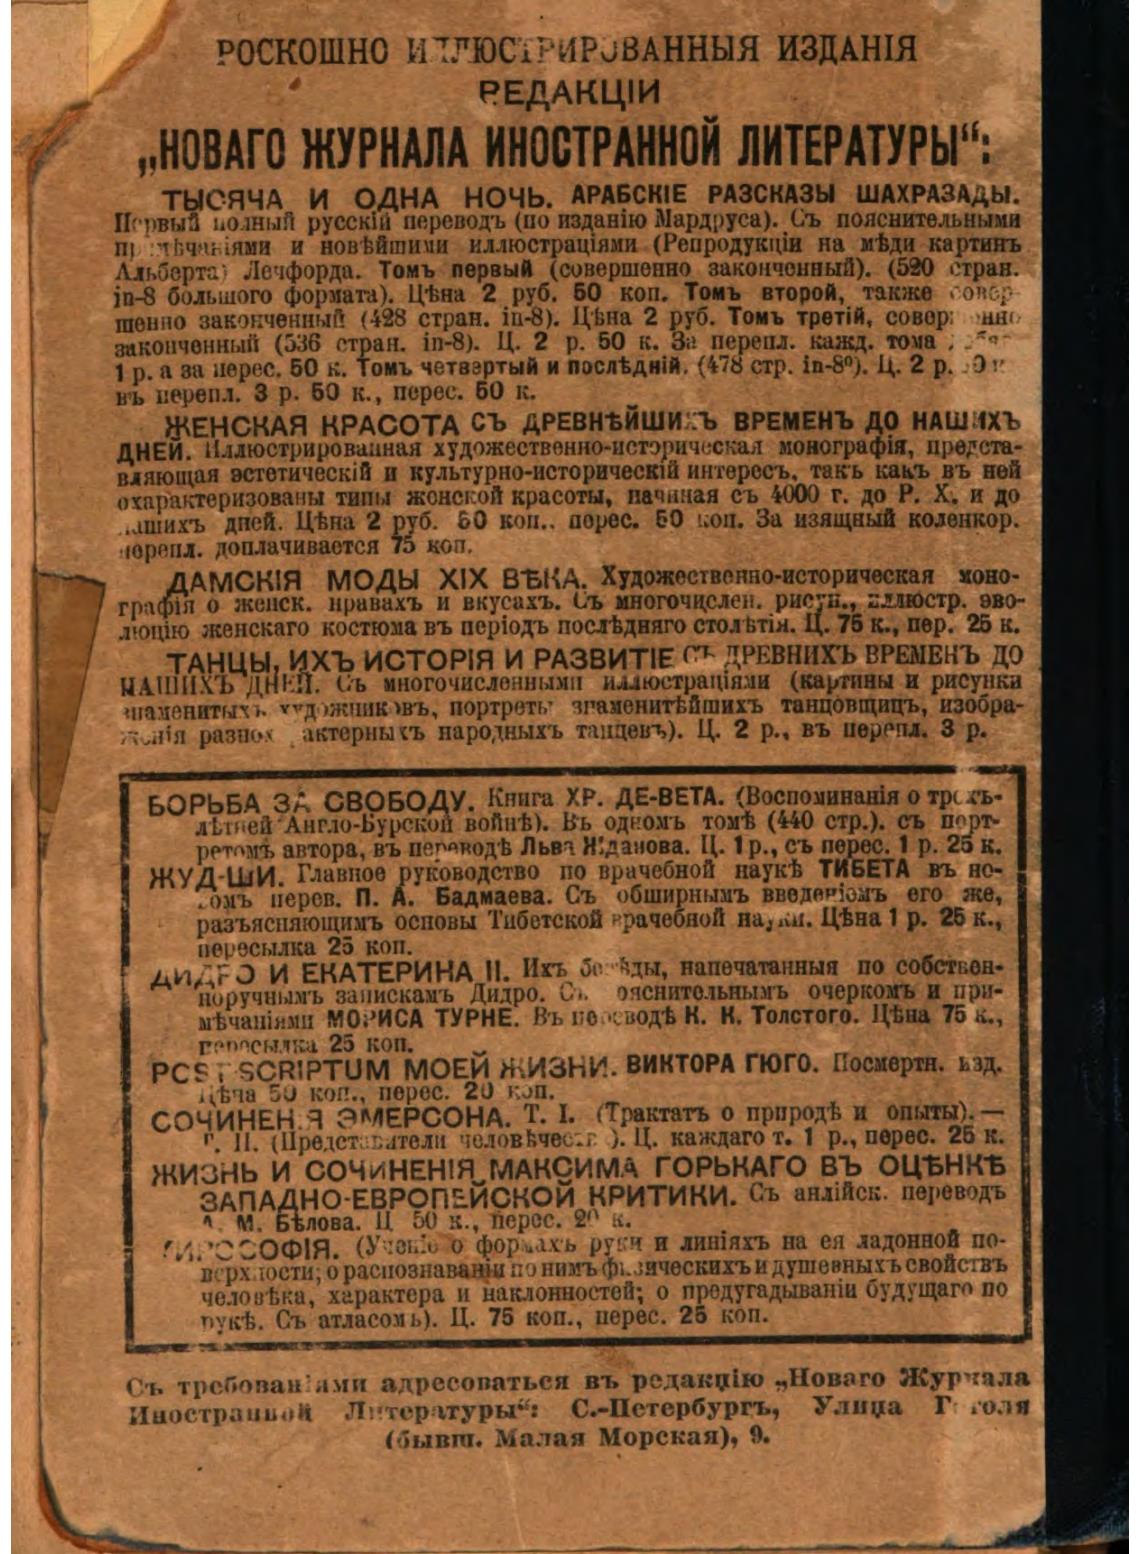 РОСКОШНО ИЛЛЮСТРИРОВАННЫЯ ИЗДАНІЯ
РЕДАКЦІИ
„НОВАГО ЖУРНАЛА ИНОСТРАННОЙ ЛИТЕРАТУРЫ“:
ТЫСЯЧА И ОДНА НОЧЬ. АРАБСКІЕ РАЗСКАЗЫ ШАХРАЗАДЫ.
Первый полный русскій переводъ (по изданію Мардруса). Съ пояснительными
примѣчаніями и новѣйшими иллюстраціями (Репродукціи на мѣди картинъ
Альберта Лечфорда. Томъ первый (совершенно законченный). (520 стран.
in-8 большого формата). Цѣна 2 руб. 50 коп. Томъ второй, также совер-
шенно законченный (428 стран. in-8). Цѣна 2 руб. Томъ третій, совершенно
законченный (536 стран. in-8). Ц. 2 р. 50 к. За перепл. кажд. тома
1 р. а за перес. 50 к. Томъ четвертый и послѣдній. (478 стр. in-8⁰). Ц. 2 р.
въ перепл. 3 р. 50 к., перес. 50 к.
ЖЕНСКАЯ КРАСОТА СЪ ДРЕВНѢЙШИХЪ ВРЕМЕНЪ ДО НАШИХЪ
ДНЕЙ. Иллюстрированная художественно-историческая монографія, предста-
вляющая эстетическій и культурно-историческій интересъ, такъ какъ въ ней
охарактеризованы типы женской красоты, начиная съ 4000 г. до Р. Х. и до
нашихъ дней. Цѣна 2 руб. 50 коп., перес. 50 коп. За изящный коленкор.
перепл. доплачивается 75 коп.
ДАМСКІЯ МОДЫ XIX ВѢКА. Художественно-историческая моно-
графія о женск. нравахъ и вкусахъ. Съ многочислен. рисун., иллюстр. эво-
люцію женскаго костюма въ періодъ послѣдняго столѣтія. Ц. 75 к., пер. 25 к.
ТАНЦЫ, ИХЪ ИСТОРІЯ И РАЗВИТІЕ СЪ ДРЕВНИХЪ ВРЕМЕНЪ ДО
НАШИХЪ ДНЕЙ. Съ многочисленными иллюстраціями (картины и рисунки
знаменитыхъ художниковъ, портреты знаменитѣйшихъ танцовщицъ, изобра-
женія разнохарактерныхъ народныхъ танцевъ). Ц. 2 р., въ перепл. 3 р.
БОРЬБА ЗА СВОБОДУ. Книга ХР. ДЕ-ВЕТА. (Воспоминанія о трехъ-
лѣтней Англо-Бурской войнѣ). Въ одномъ томѣ (440 стр.). съ порт-
ретомъ автора, въ переводѣ Льва Жданова. Ц. 1 р., съ перес. 1 р. 25 к.
ЖУД-ШИ. Главное руководство по врачебной наукѣ ТИБЕТА въ но-
вомъ перев. П. А. Бадмаева. Съ обширнымъ введеніемъ его же,
разъясняющимъ основы Тибетской врачебной науки. Цѣна 1 р. 25 к.,
пересылка 25 коп.
ДИДРО И ЕКАТЕРИНА II. Ихъ бесѣды, напечатанныя по собствен-
норучнымъ запискамъ Дидро. Съ пояснительнымъ очеркомъ и при-
мѣчаніями МОРИСА ТУРНЕ. Въ переводѣ К. К. Толстого. Цѣна 75 к.,
пересылка 25 коп.
POST SCRIPTUM МОЕЙ ЖИЗНИ. ВИКТОРА ГЮГО. Посмертн. изд.
Цѣна 50 коп., перес. 20 коп.
СОЧИНЕНІЯ ЭМЕРСОНА. Т. I. (Трактатъ о природѣ и опыты).—
Т. II. (Представители человѣчества). Ц. каждаго т. 1 р., перес. 25 к.
ЖИЗНЬ И СОЧИНЕНІЯ МАКСИМА ГОРЬКАГО ВЪ ОЦѢНКѢ
ЗАПАДНО-ЕВРОПЕЙСКОЙ КРИТИКИ. Съ анлійск. переводъ
М. Бѣлова. Ц 50 к., перес. 20 к.
ХИРОСОФІЯ. (Ученіе о формахъ руки и линіяхъ на ея ладонной по-
верхности; о распознаваніи по нимъ физическихъ и душевныхъ свойствъ
человѣка, характера и наклонностей; о предугадываніи будущаго по
рукѣ. Съ атласомъ). Ц. 75 коп., перес. 25 коп.
Съ требованіями адресоваться въ редакцію „Новаго Журнала
Иностранной Литературы“: С.-Петербургъ, Улица Гоголя
(бывш. Малая Морская), 9.